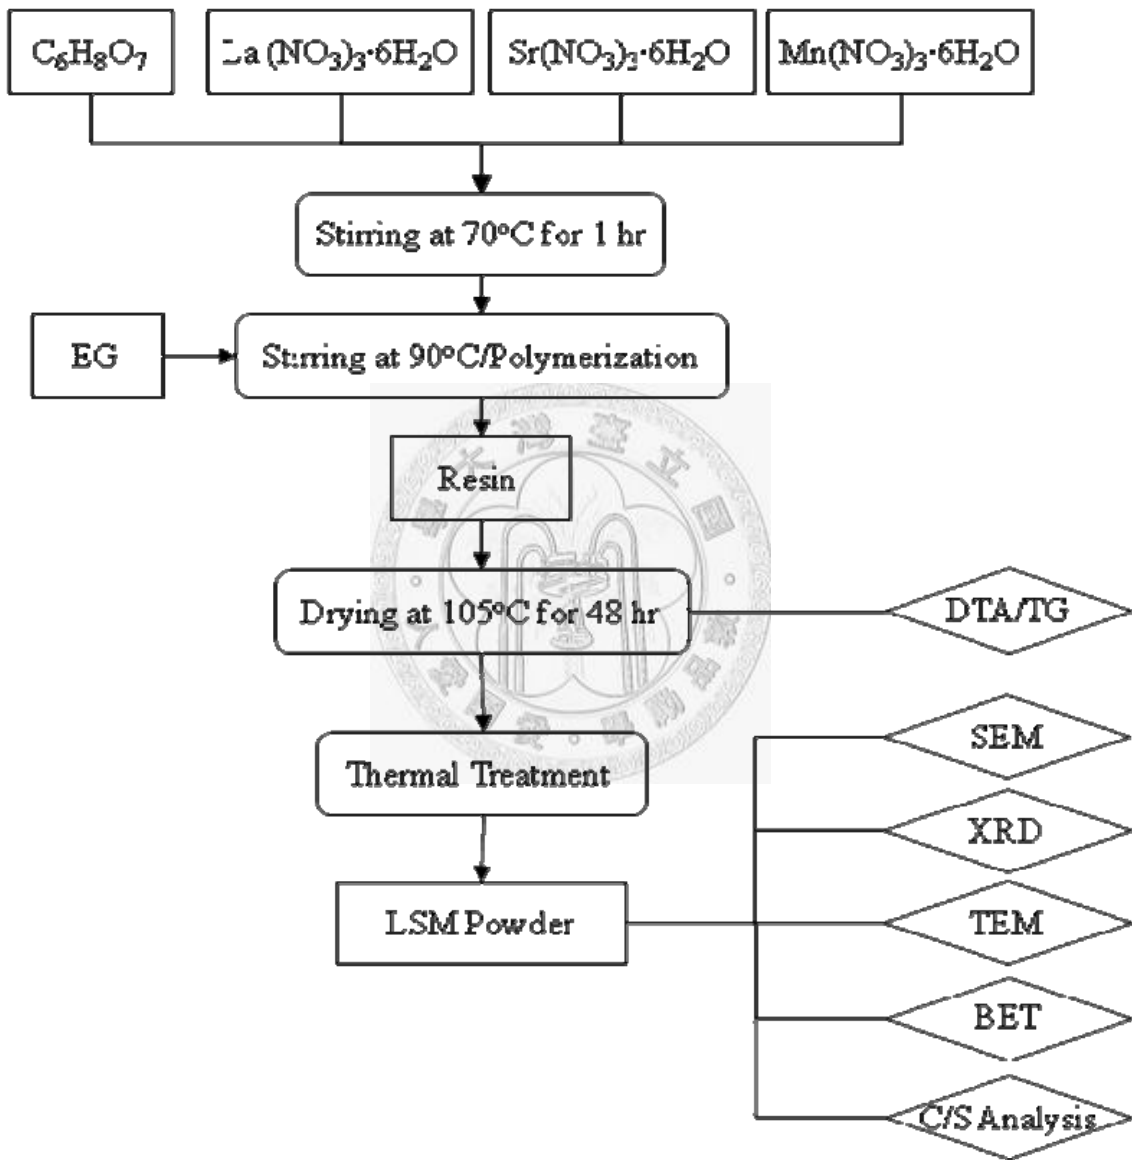 C₆H₈O₇
La (NO₃)₃·6H₂O
Sr(NO₃)₂·6H₂O
Mn(NO₃)₃·6H₂O
Stirring at 70°C for 1 hr
EG
Stirring at 90°C/Polymerization
Resin
Drying at 105°C for 48 hr
DTA/TG
SEM
Thermal Treatment
XRD
LSM Powder
TEM
BET
C/S Analysis